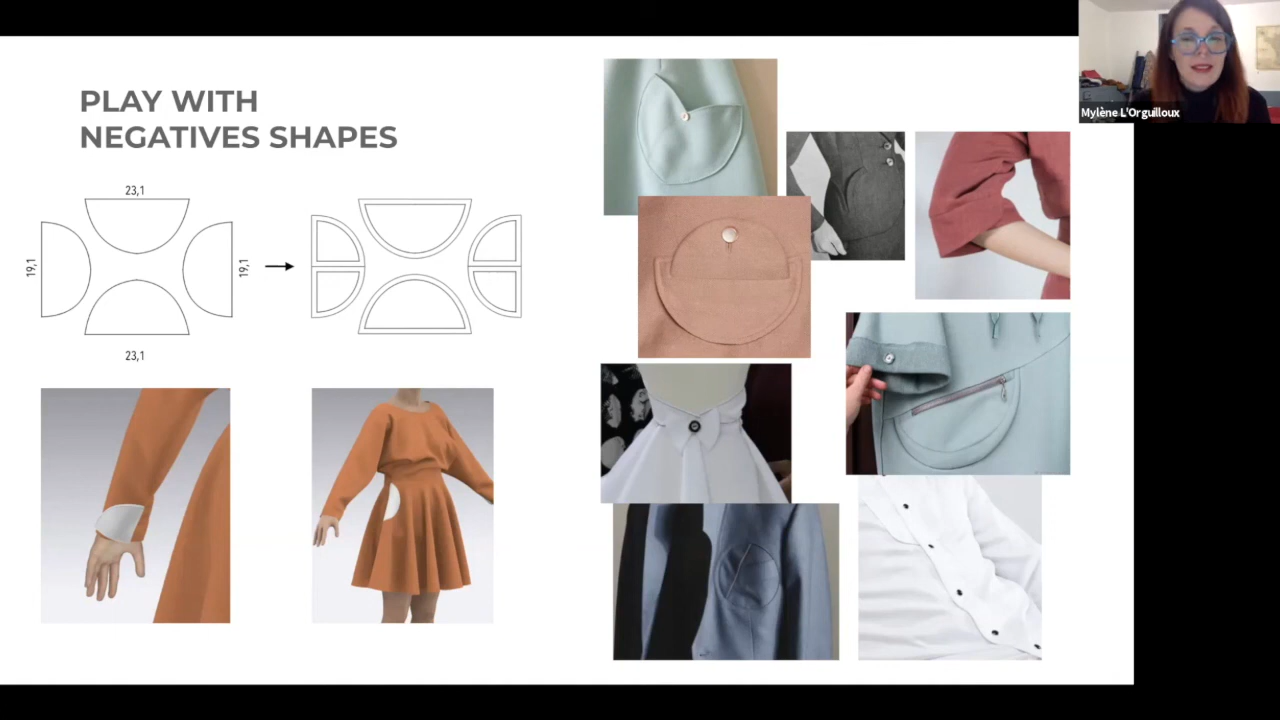 PLAY WITH
NEGATIVES SHAPES
23,1
19,1
19,1
23,1
Mylène L'Orguilloux